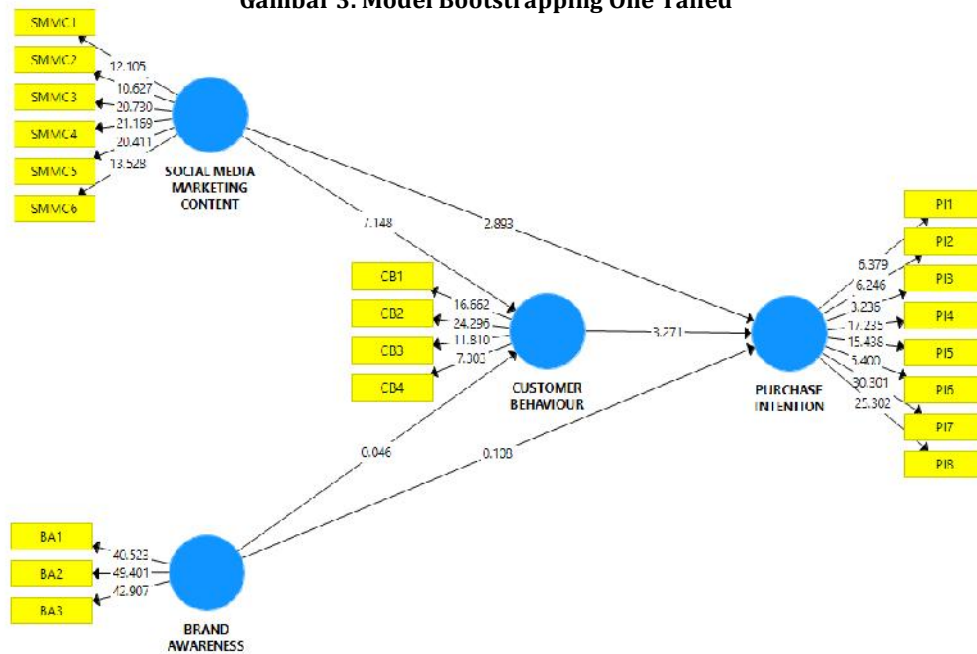 Gambar 3. Model Bootstrapping One Tailed
SMMC1
SMMC2
SMMC3
SMMC4
SMMC5
SMMC6
12.105
10.627
20.730
21.169
20.411
13.528
SOCIAL MEDIA
MARKETING
CONTENT
7.148
2.893
CB1
CB2
CB3
CB4
16.662
24.296
11.810
7.303
CUSTOMER
BEHAVIOUR
3.271
PURCHASE
INTENTION
6.379
6.246
3.236
17.235
15.438
5.400
30.301
25.302
PI1
PI2
PI3
PI4
PI5
PI6
PI7
PI8
0.046
BA1
BA2
BA3
40.523
49.401
42.907
BRAND
AWARENESS